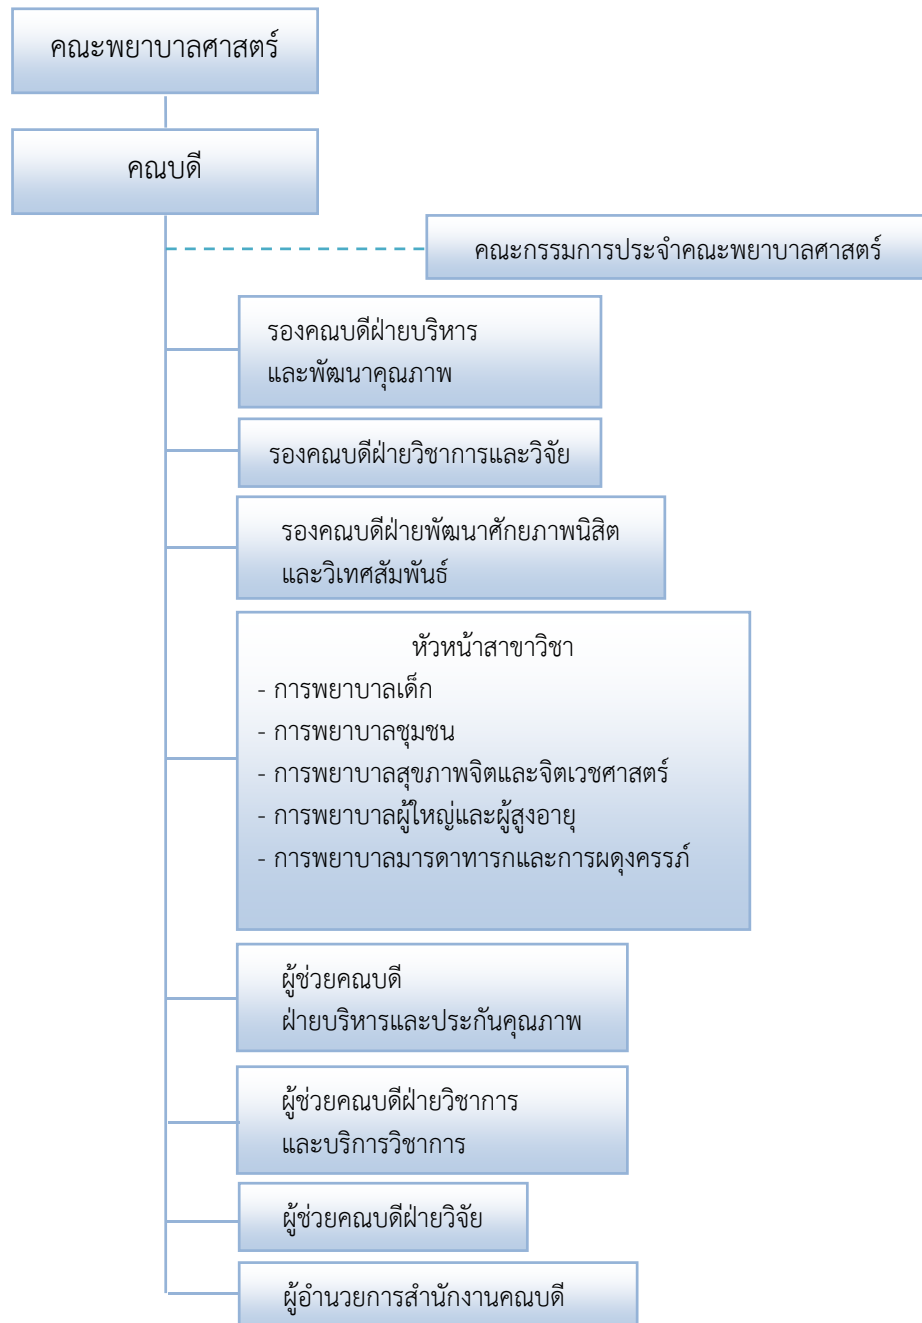 คณะพยาบาลศาสตร์
คณบดี
คณะกรรมการประจำคณะพยาบาลศาสตร์
รองคณบดีฝ่ายบริหาร
และพัฒนาคุณภาพ
รองคณบดีฝ่ายวิชาการและวิจัย
รองคณบดีฝ่ายพัฒนาศักยภาพนิสิต
และวิเทศสัมพันธ์
หัวหน้าสาขาวิชา
- การพยาบาลเด็ก
- การพยาบาลชุมชน
- การพยาบาลสุขภาพจิตและจิตเวชศาสตร์
- การพยาบาลผู้ใหญ่และผู้สูงอายุ
- การพยาบาลมารดาทารกและการผดุงครรภ์
ผู้ช่วยคณบดี
ฝ่ายบริหารและประกันคุณภาพ
ผู้ช่วยคณบดีฝ่ายวิชาการ
และบริการวิชาการ
ผู้ช่วยคณบดีฝ่ายวิจัย
ผู้อำนวยการสำนักงานคณบดี